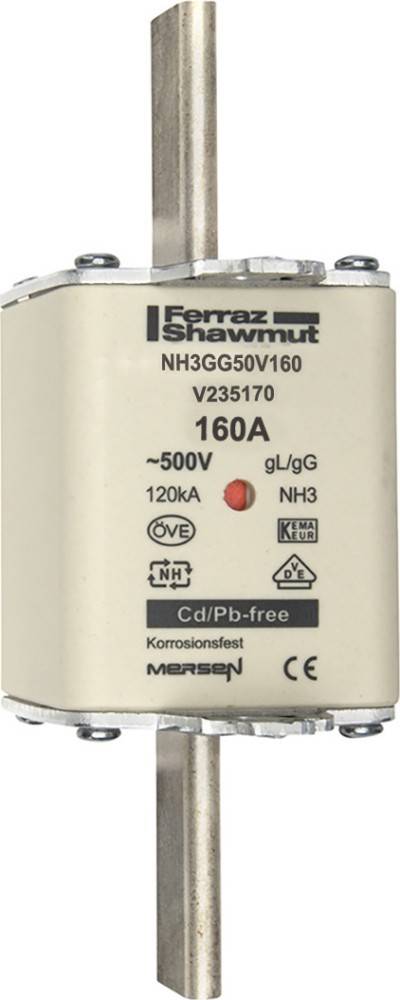 Ferraz
Shawmut
NH3GG50V160
V235170
160A
~500V gL/gG
120kA NH3
ÖVE KEMA KEUR
NH VDE
Cd/Pb-free
Korrosionsfest
MERSEN CE